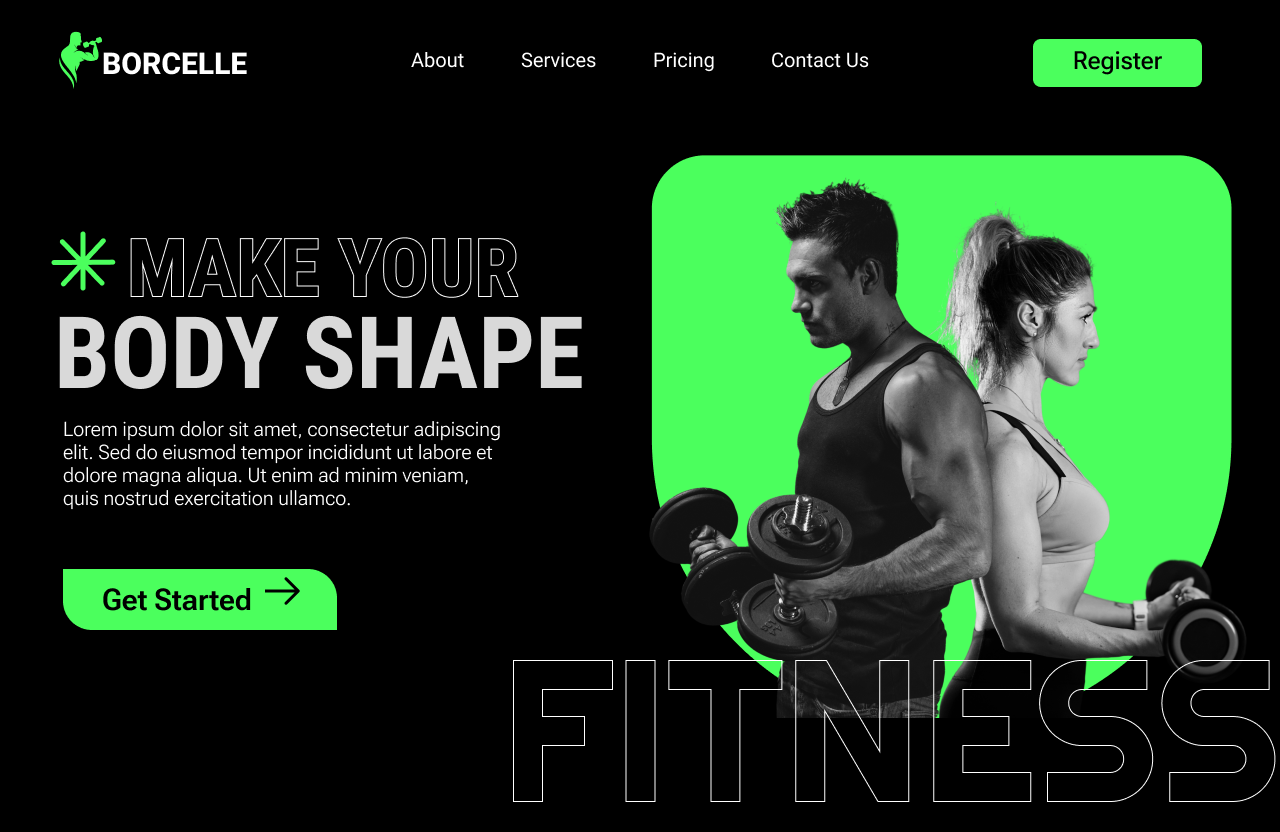 BORCELLE
About Services Pricing Contact Us
Register
MAKE YOUR
BODY SHAPE
Lorem ipsum dolor sit amet, consectetur adipiscing
elit. Sed do eiusmod tempor incididunt ut labore et
dolore magna aliqua. Ut enim ad minim veniam,
quis nostrud exercitation ullamco.
Get Started
FITNESS